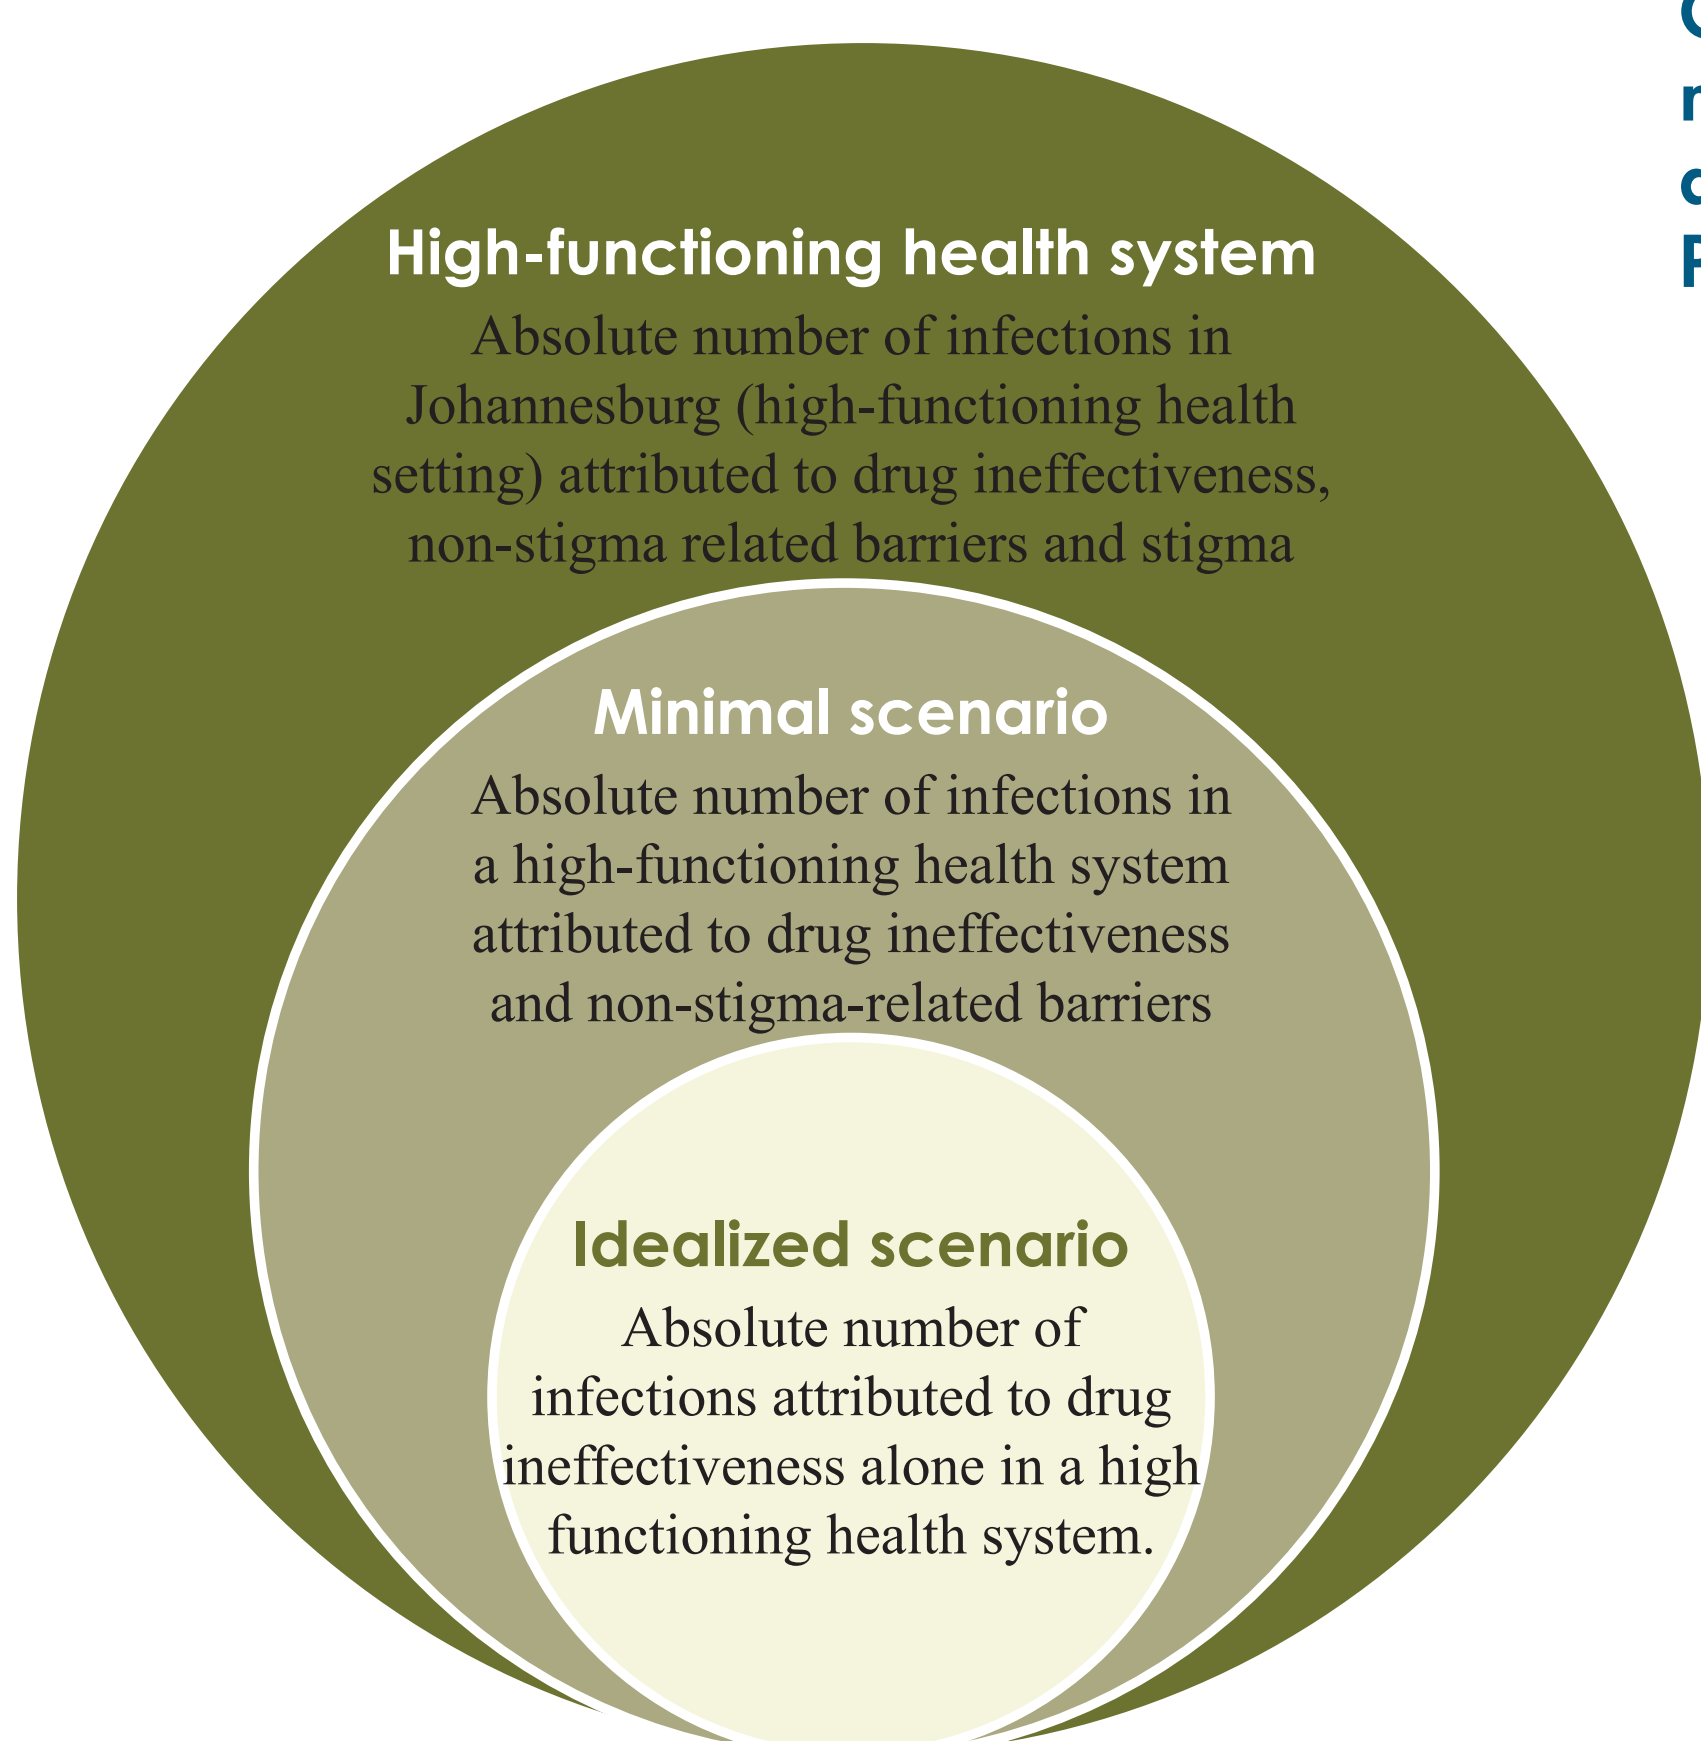 High-functioning health system
Absolute number of infections in
Johannesburg (high-functioning health
setting) attributed to drug ineffectiveness,
non-stigma related barriers and stigma
Minimal scenario
Absolute number of infections in
a high-functioning health system
attributed to drug ineffectiveness
and non-stigma-related barriers
Idealized scenario
Absolute number of
infections attributed to drug
ineffectiveness alone in a high
functioning health system.